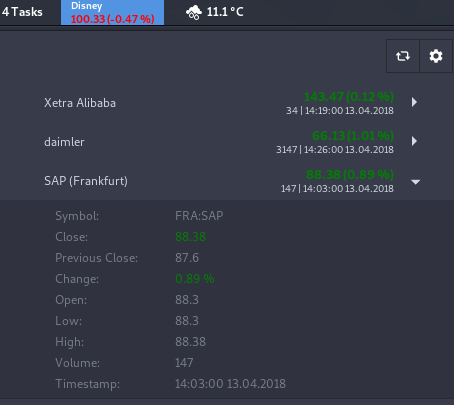 4 Tasks
Disney
100.33 (-0.47 %)
11.1 °C
Xetra Alibaba
143.47 (0.12 %)
34 | 14:19:00 13.04.2018
daimler
66.13 (1.01 %)
3147 | 14:26:00 13.04.2018
SAP (Frankfurt)
88.38 (0.89 %)
147 | 14:03:00 13.04.2018
Symbol: FRA:SAP
Close: 88.38
Previous Close: 87.6
Change: 0.89 %
Open: 88.3
Low: 88.3
High: 88.38
Volume: 147
Timestamp: 14:03:00 13.04.2018